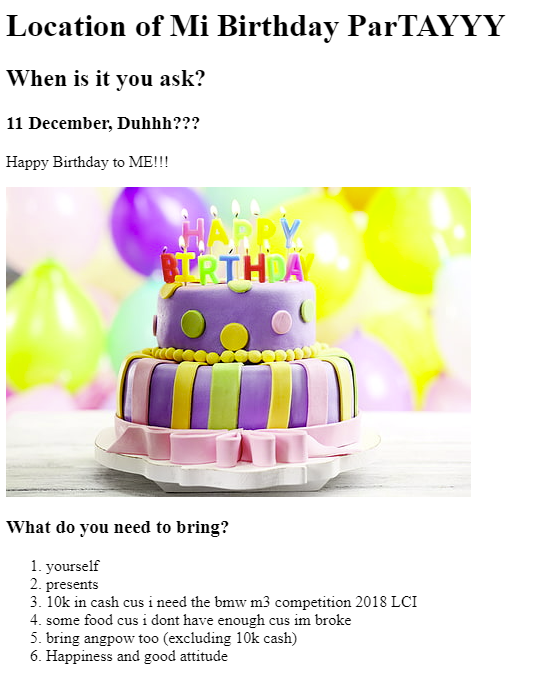 Location of Mi Birthday ParTAYYY
When is it you ask?
11 December, Duhhh???
Happy Birthday to ME!!!
HAPPY
BIRTHDAY
What do you need to bring?
1. yourself
2. presents
3. 10k in cash cus i need the bmw m3 competition 2018 LCI
4. some food cus i dont have enough cus im broke
5. bring angpow too (excluding 10k cash)
6. Happiness and good attitude